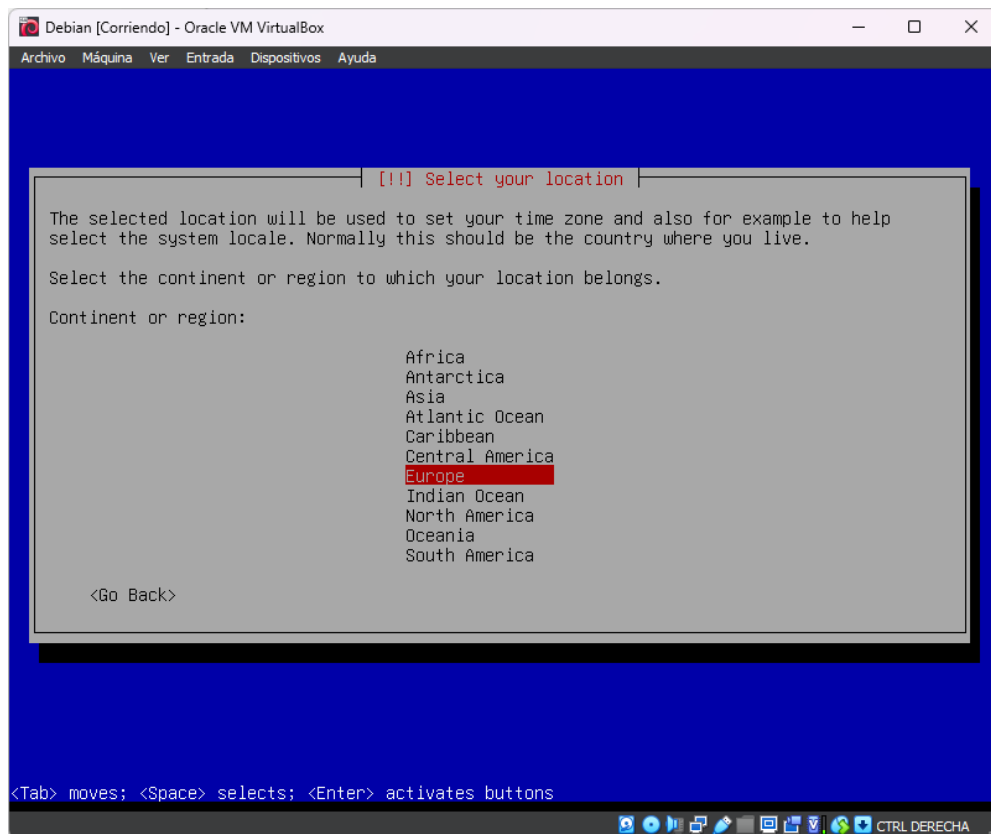 Debian [Corriendo] - Oracle VM VirtualBox
Archivo Máquina Ver Entrada Dispositivos Ayuda
[!!] Select your location
The selected location will be used to set your time zone and also for example to help
select the system locale. Normally this should be the country where you live.
Select the continent or region to which your location belongs.
Continent or region:
Africa
Antarctica
Asia
Atlantic Ocean
Caribbean
Central America
Europe
Indian Ocean
North America
Oceania
South America
<Go Back>
<Tab> moves; <Space> selects; <Enter> activates buttons
CTRL DERECHA